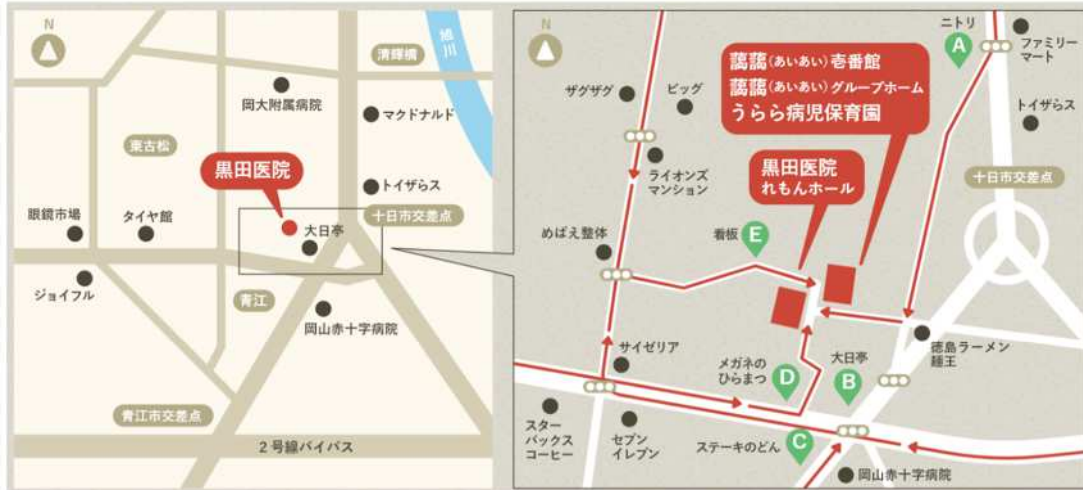 N
旭川
清輝橋
岡大附属病院
マクドナルド
東古松
黒田医院
トイザらス
眼鏡市場
タイヤ館
大日亭
十日市交差点
ジョイフル
青江
岡山赤十字病院
青江市交差点
2号線バイパス
N
ニトリ
A
ファミリー
マート
藹藹(あいあい)壱番館
藹藹(あいあい)グループホーム
うらら病児保育園
ザグザグ
ビッグ
トイザらス
ライオンズ
マンション
黒田医院
れもんホール
十日市交差点
めばえ整体
看板
E
サイゼリア
メガネの
ひらまつ
D
大日亭
B
徳島ラーメン
麺王
スター
バックス
コーヒー
セブン
イレブン
ステーキのどん
C
岡山赤十字病院